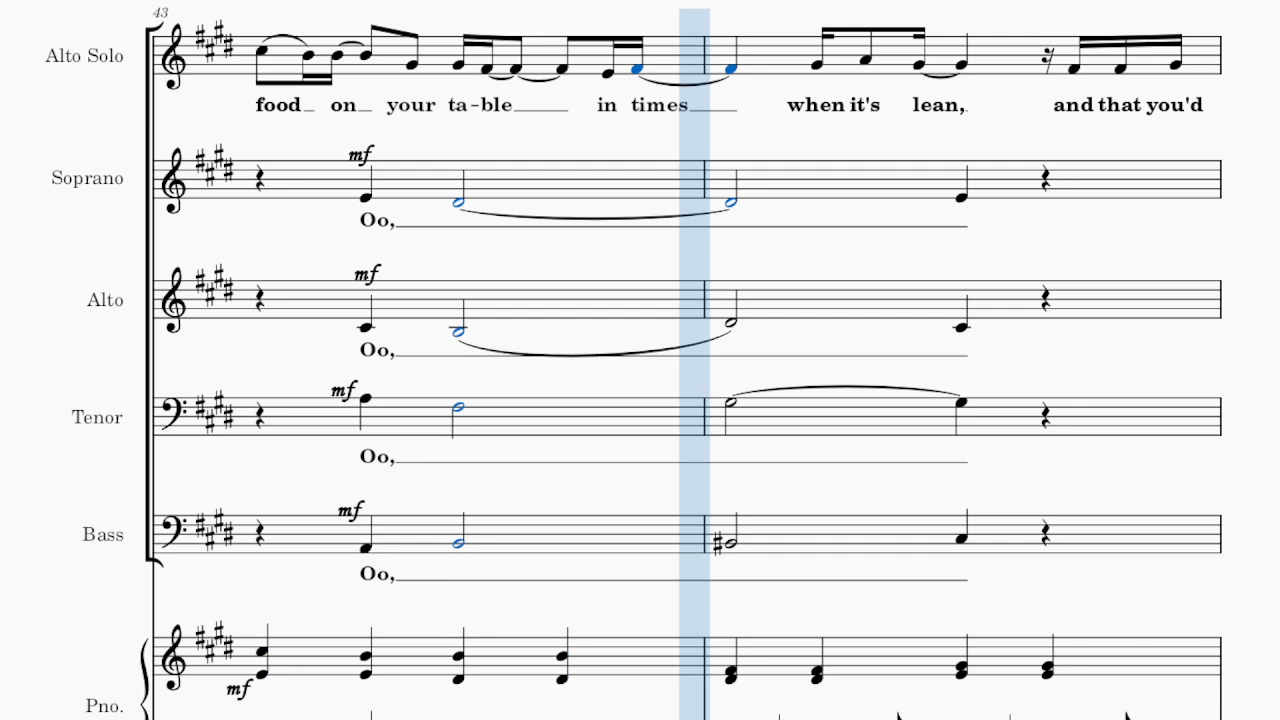 43
Alto Solo
food on your ta-ble in times when it's lean, and that you'd
mf
Soprano
Oo,
mf
Alto
Oo,
mf
Tenor
Oo,
mf
Bass
Oo,
mf
Pno.